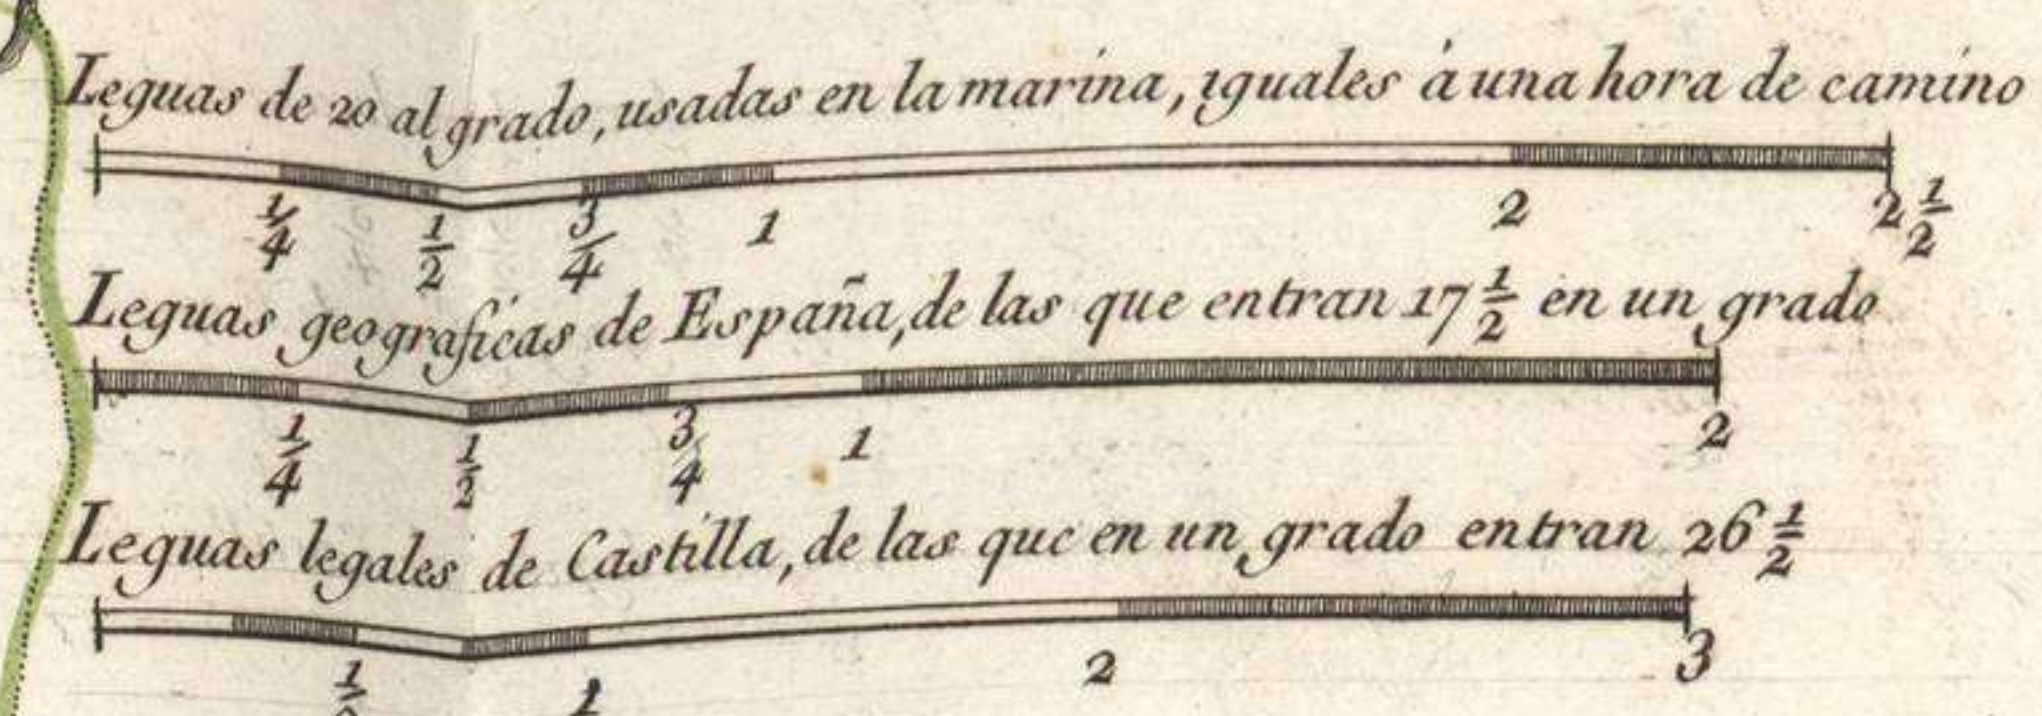 Leguas de 20 al grado, usadas en la marina, iguales á una hora de camino
1/4 1/2 3/4 1 2 2 1/2
Leguas geograficas de España, de las que entran 17 1/2 en un grado
1/4 1/2 3/4 1 2
Leguas legales de Castilla, de las que en un grado entran 26 1/2
1 2 3